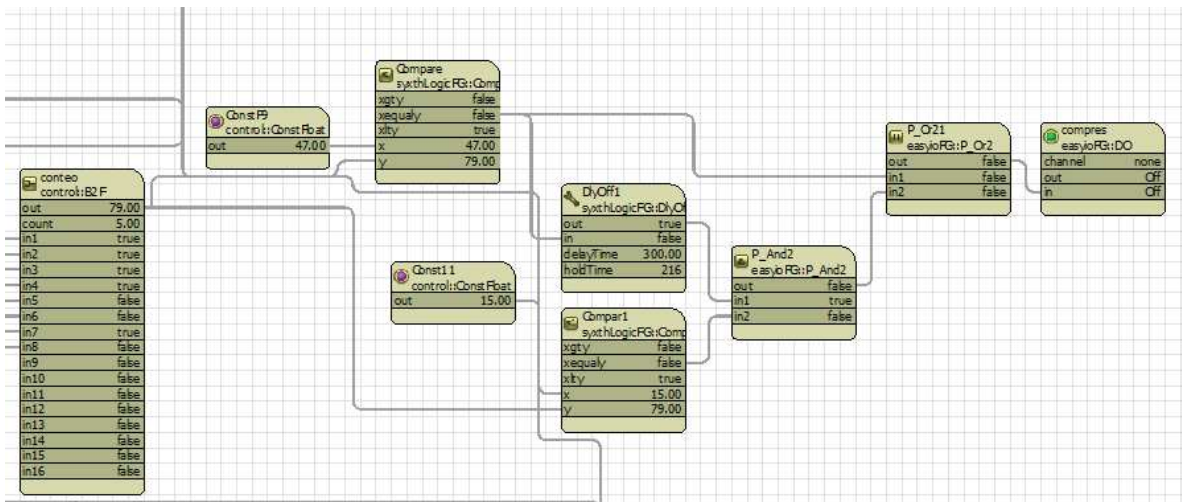 Compare
syxthLogicFG::Comp
xgty false
xequaly false
xlty true
x 47.00
y 79.00
ConstF9
control::ConstFloat
out 47.00
P_Or21
easyioFG::P_Or2
out false
in1 false
in2 false
compres
easyioFG::DO
channel none
out Off
in Off
conteo
control::B2F
out 79.00
count 5.00
in1 true
in2 true
in3 true
in4 true
in5 false
in6 false
in7 true
in8 false
in9 false
in10 false
in11 false
in12 false
in13 false
in14 false
in15 false
in16 false
DlyOff1
syxthLogicFG::DlyOf
out true
in false
delayTime 300.00
holdTime 216
Const11
control::ConstFloat
out 15.00
P_And2
easyioFG::P_And2
out false
in1 true
in2 false
Compar1
syxthLogicFG::Comp
xgty false
xequaly false
xlty true
x 15.00
y 79.00